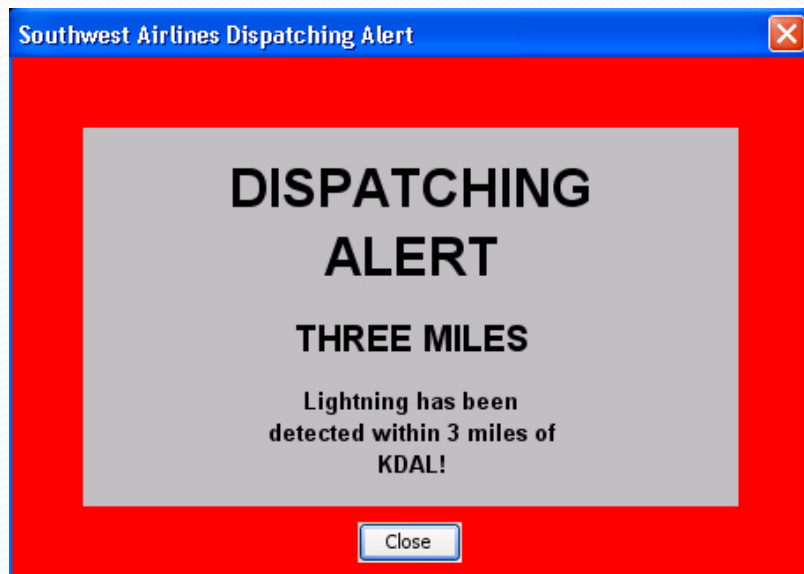 Southwest Airlines Dispatching Alert
DISPATCHING
ALERT
THREE MILES
Lightning has been
detected within 3 miles of
KDAL!
Close